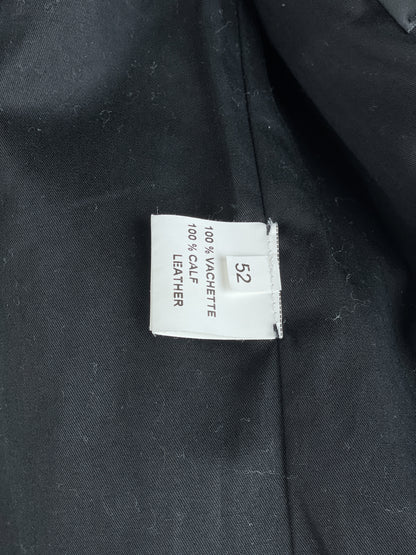 52
100 % VACHETTE
100 % CALF
LEATHER